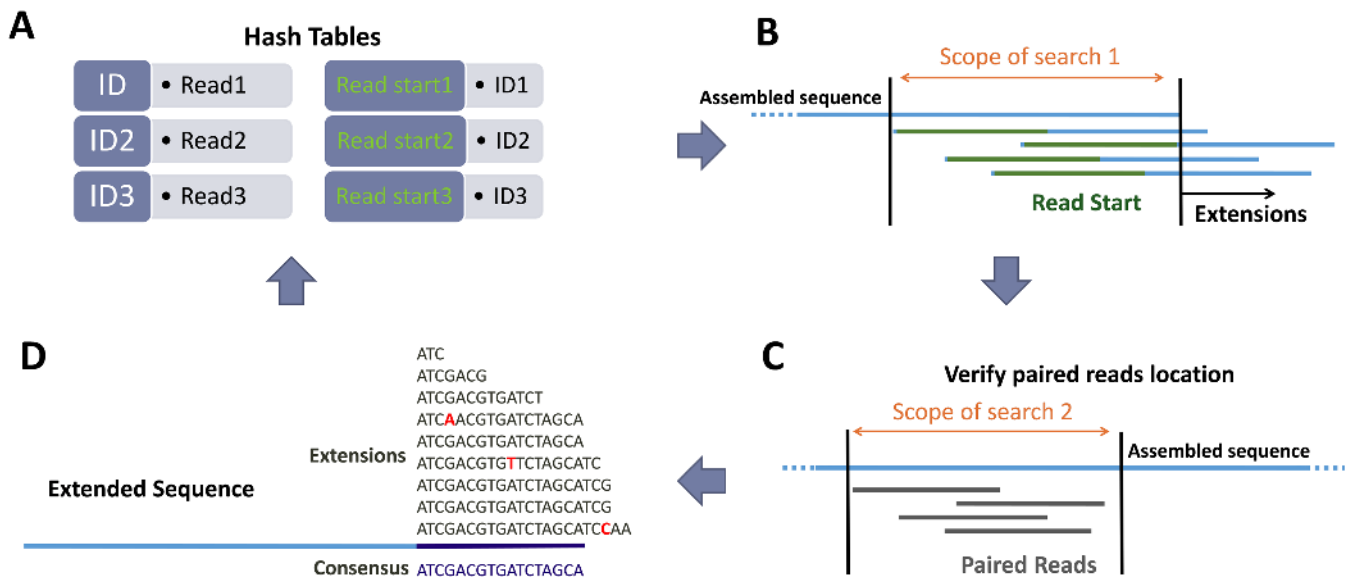 A
Hash Tables
ID • Read1
Read start1 • ID1
ID2 • Read2
Read start2 • ID2
ID3 • Read3
Read start3 • ID3
B
Scope of search 1
Assembled sequence
Read Start
Extensions
C
Verify paired reads location
Scope of search 2
Assembled sequence
Paired Reads
D
ATC
ATCGACG
ATCGACGTGATCT
ATCAACGTGATCTAGCA
ATCGACGTGATCTAGCA
Extensions
ATCGACGTGTTCTAGCATC
ATCGACGTGATCTAGCATCG
Extended Sequence
ATCGACGTGATCTAGCATCG
ATCGACGTGATCTAGCATCCAA
Consensus
ATCGACGTGATCTAGCA